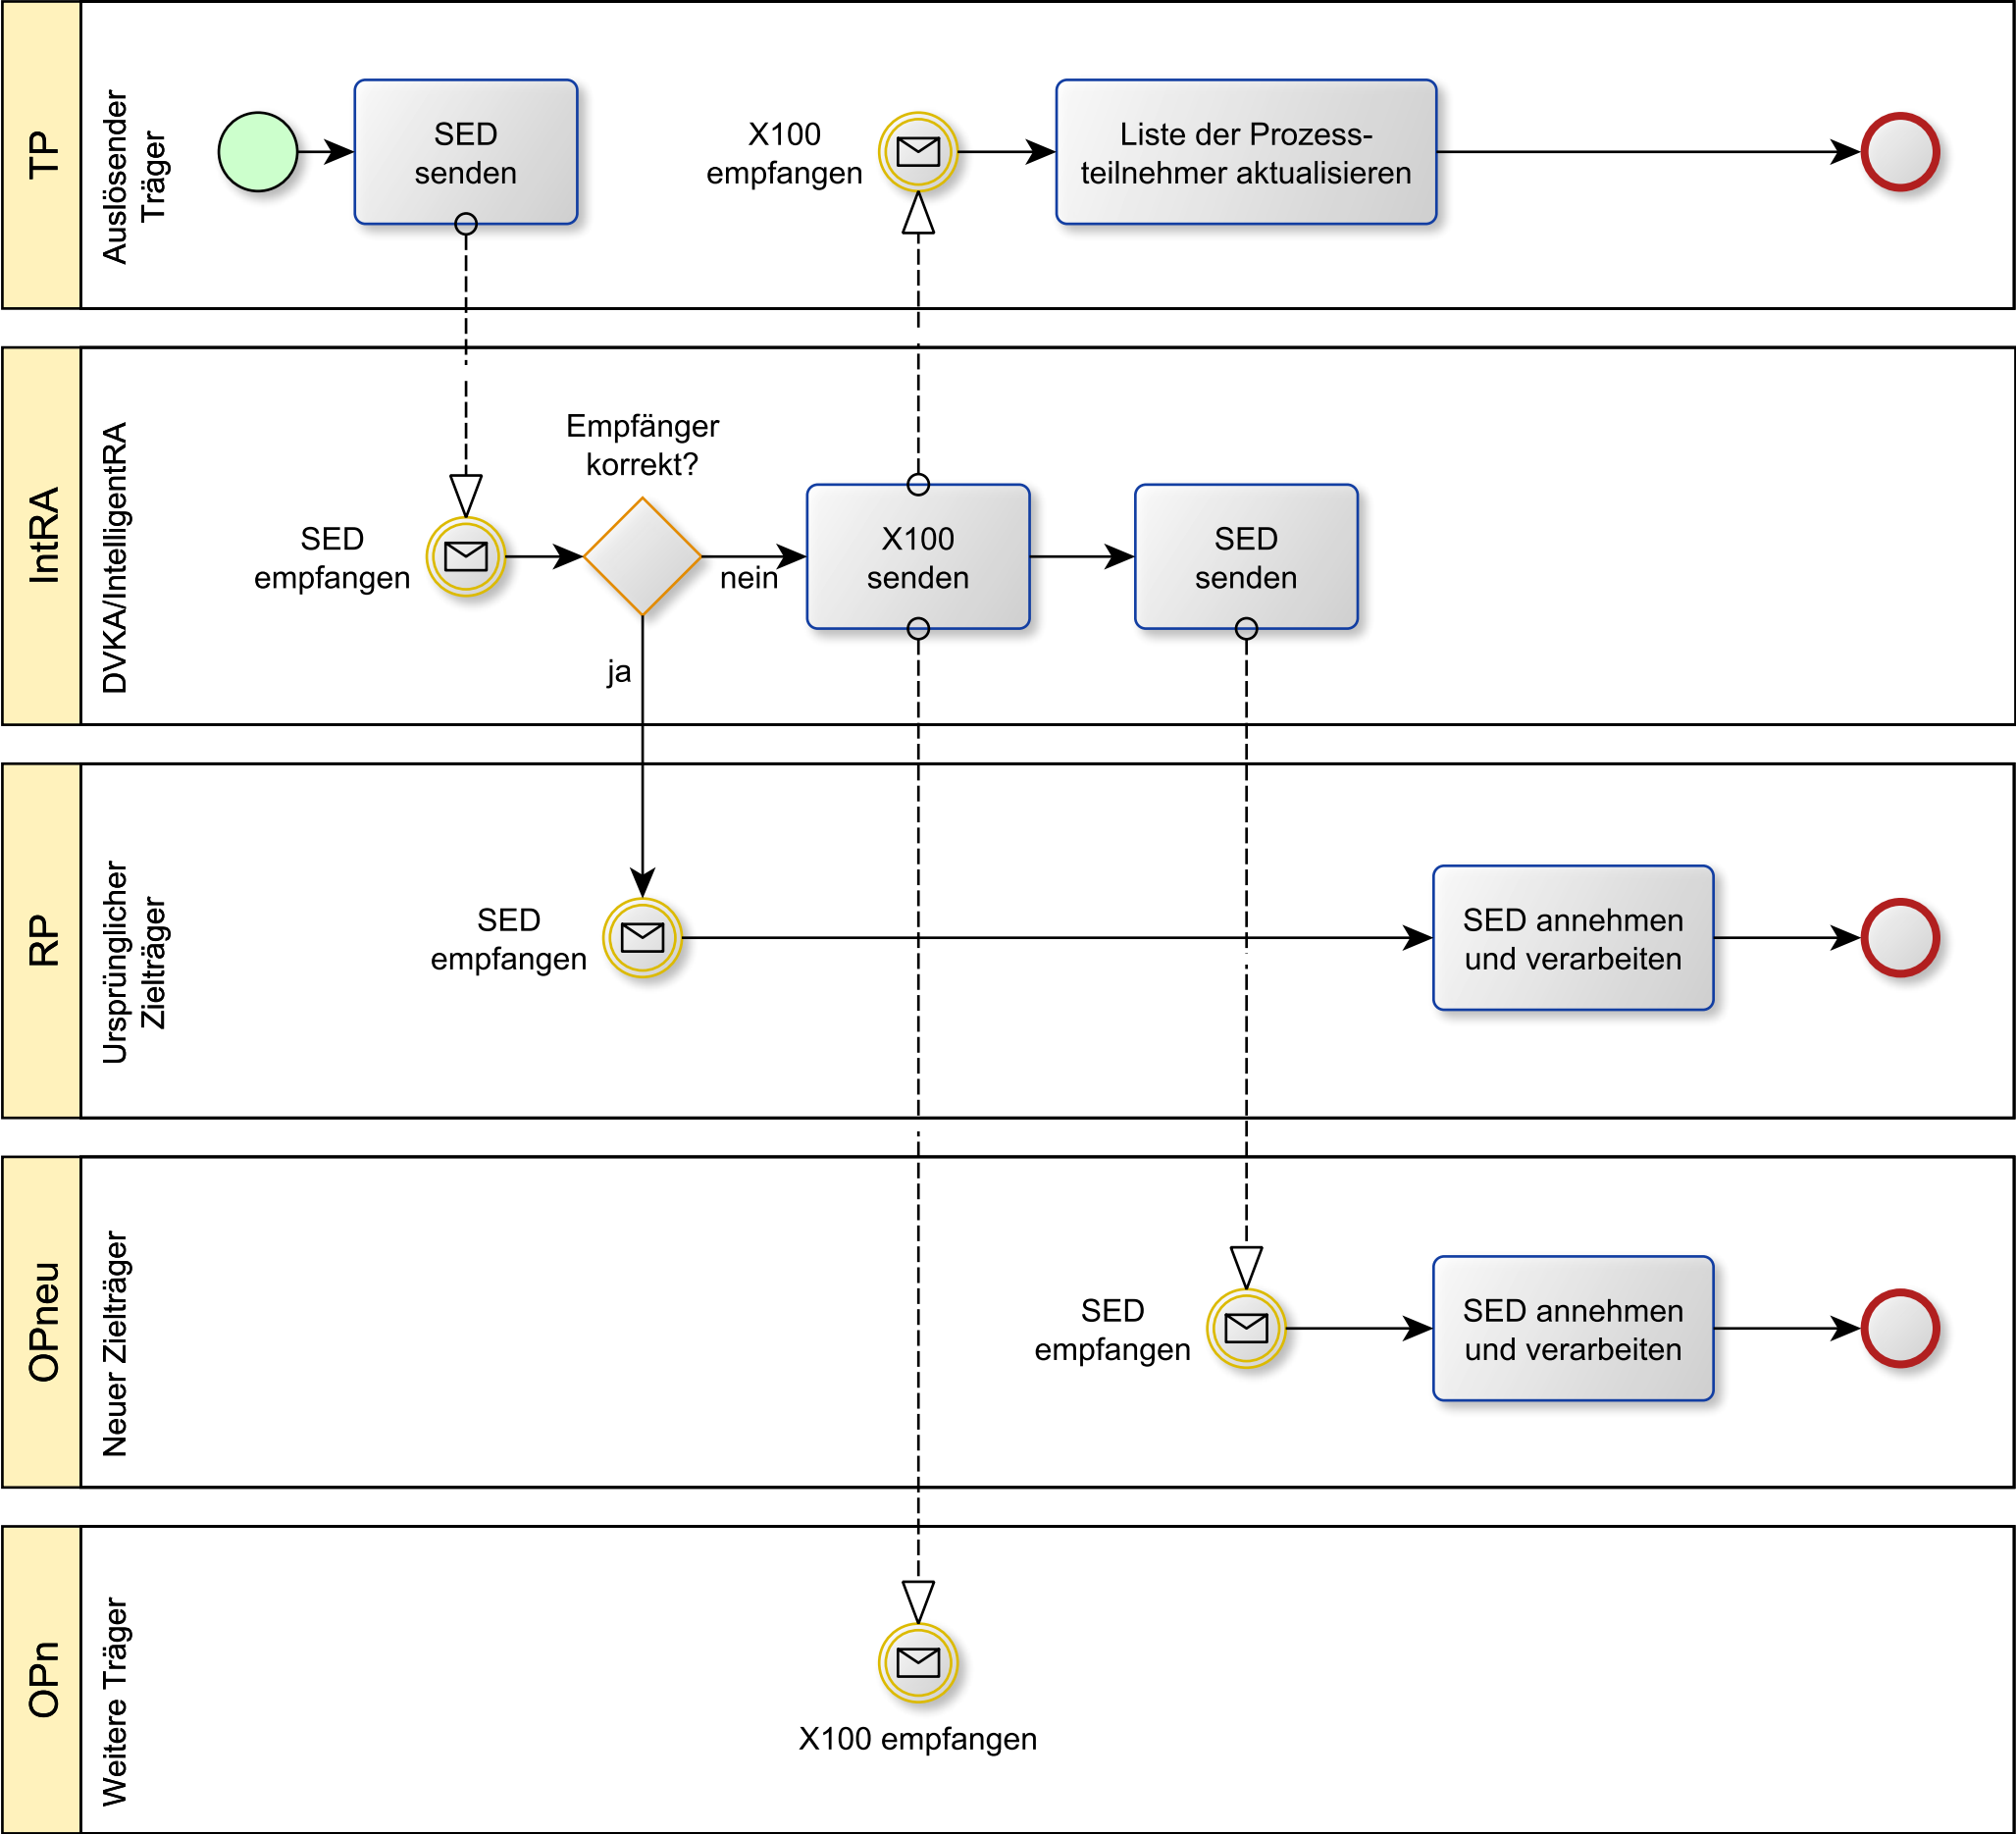 TP
Auslösender
Träger
SED
senden
X100
empfangen
Liste der Prozess-
teilnehmer aktualisieren
IntRA
DVKA/IntelligentRA
SED
empfangen
Empfänger
korrekt?
nein
ja
X100
senden
SED
senden
RP
Ursprünglicher
Zielträger
SED
empfangen
SED annehmen
und verarbeiten
OPneu
Neuer Zielträger
SED
empfangen
SED annehmen
und verarbeiten
OPn
Weitere Träger
X100 empfangen